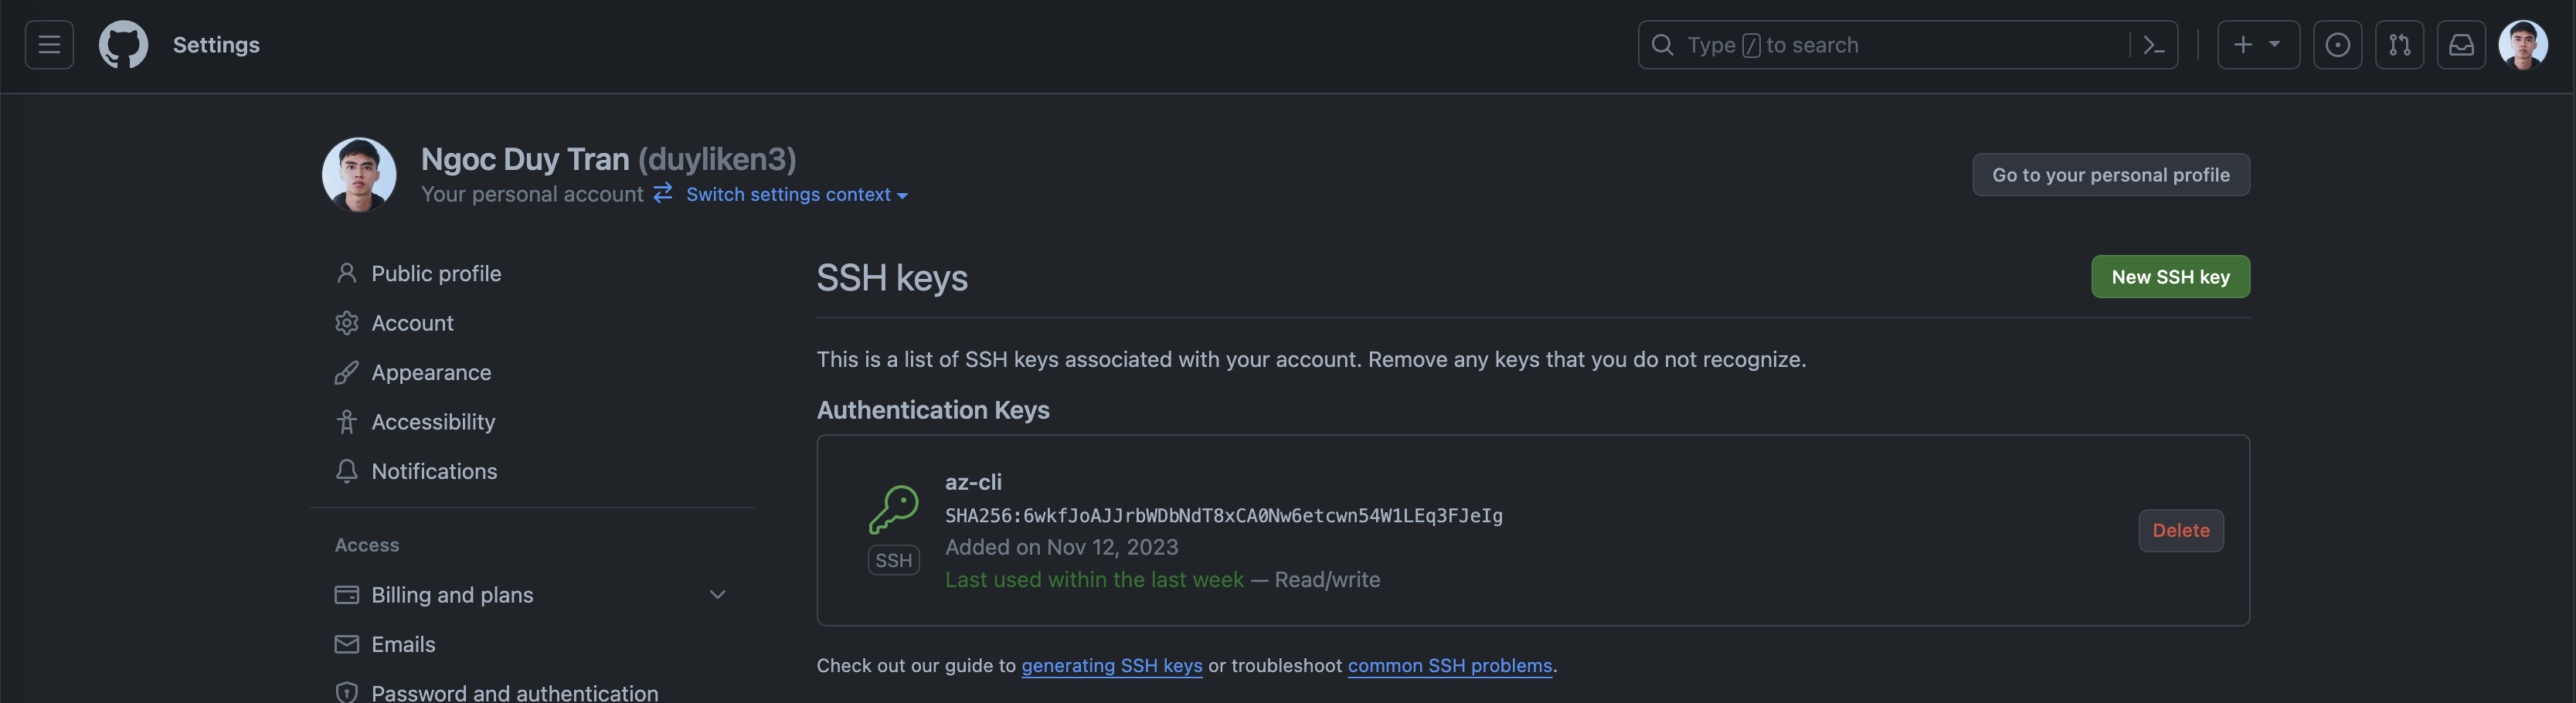 Settings
Type / to search
Ngoc Duy Tran (duyliken3)
Your personal account Switch settings context
Go to your personal profile
Public profile
Account
Appearance
Accessibility
Notifications
Access
Billing and plans
Emails
Password and authentication
SSH keys
New SSH key
This is a list of SSH keys associated with your account. Remove any keys that you do not recognize.
Authentication Keys
az-cli
SHA256:6wkfJoAJJrbWDbNdT8xCA0Nw6etcwn54W1LEq3FJeIg
Added on Nov 12, 2023
Last used within the last week — Read/write
SSH
Delete
Check out our guide to generating SSH keys or troubleshoot common SSH problems.